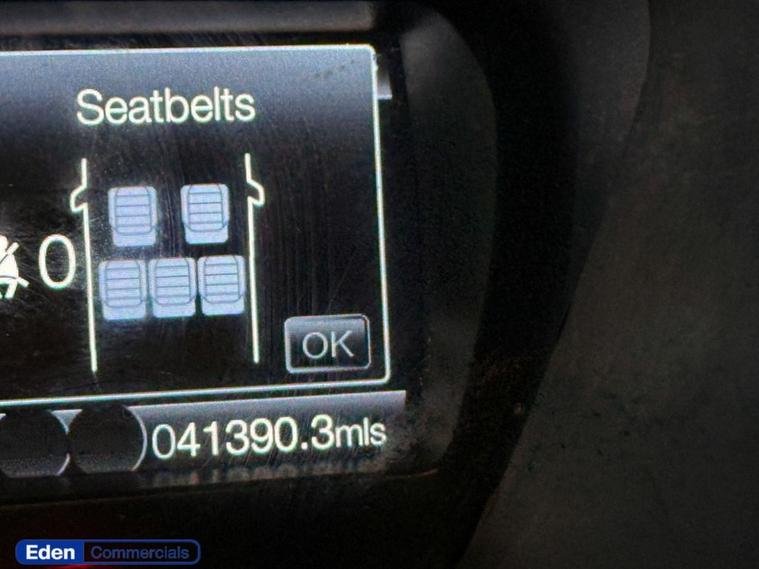 Seatbelts
0
OK
041390.3mls
Eden Commercials